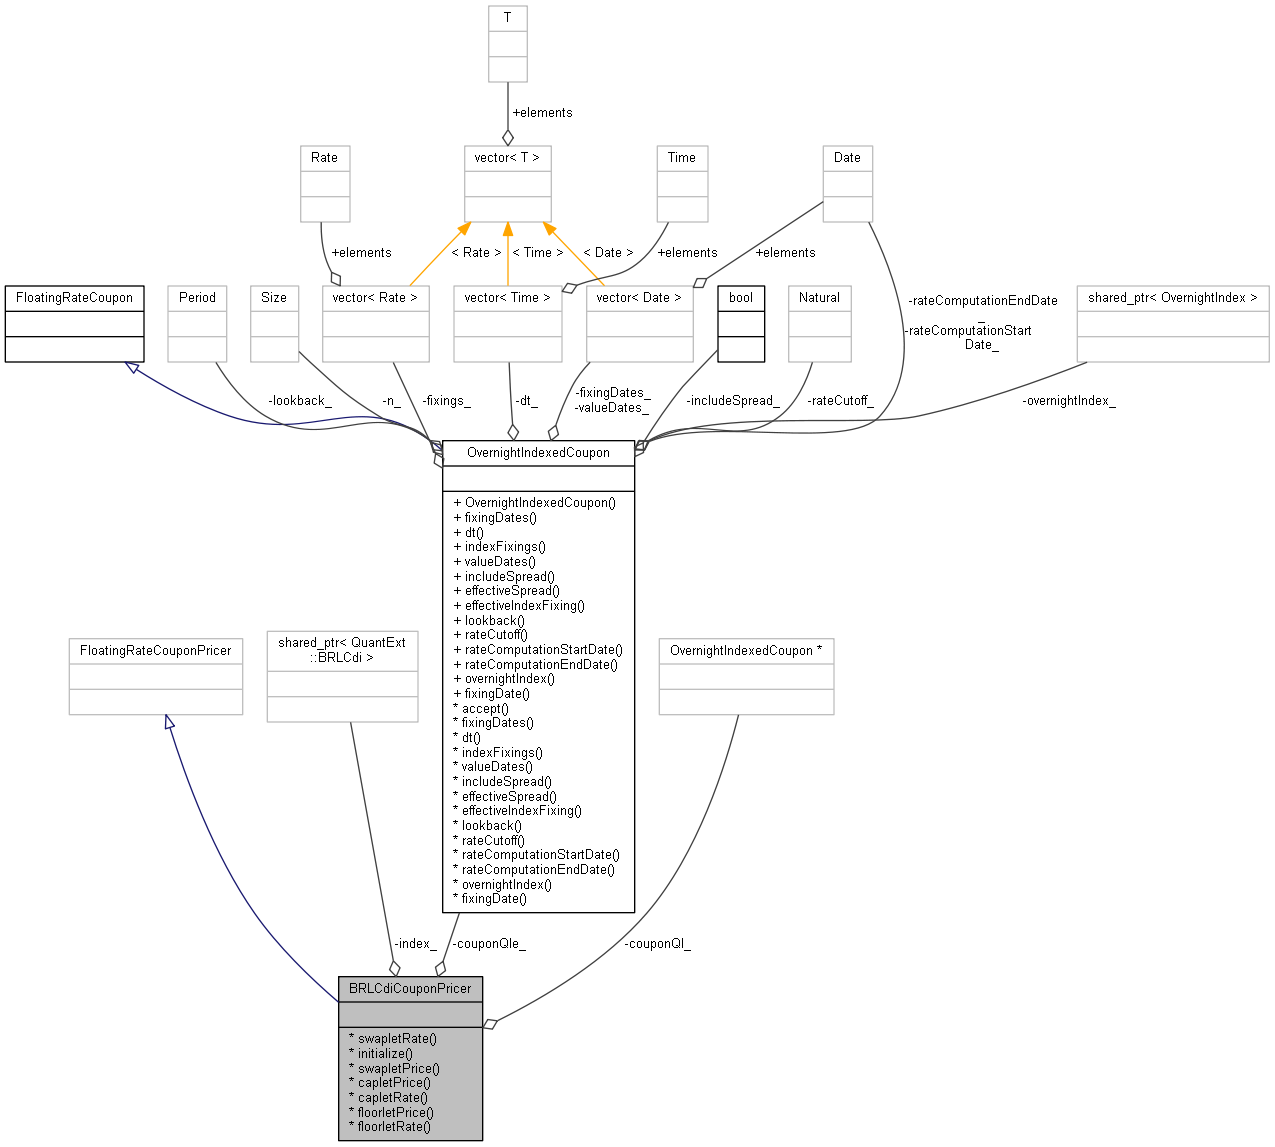 T
+elements
Rate
vector< T >
Time
Date
+elements
< Rate >
< Time >
< Date >
+elements
+elements
FloatingRateCoupon
Period
Size
vector< Rate >
vector< Time >
vector< Date >
bool
Natural
shared_ptr< OvernightIndex >
-rateComputationEndDate
_
-rateComputationStart
Date_
-lookback_
-n_
-fixings_
-dt_
-fixingDates_
-valueDates_
-includeSpread_
-rateCutoff_
-overnightIndex_
OvernightIndexedCoupon
+ OvernightIndexedCoupon()
+ fixingDates()
+ dt()
+ indexFixings()
+ valueDates()
+ includeSpread()
+ effectiveSpread()
+ effectiveIndexFixing()
+ lookback()
+ rateCutoff()
+ rateComputationStartDate()
+ rateComputationEndDate()
+ overnightIndex()
+ fixingDate()
* accept()
* fixingDates()
* dt()
* indexFixings()
* valueDates()
* includeSpread()
* effectiveSpread()
* effectiveIndexFixing()
* lookback()
* rateCutoff()
* rateComputationStartDate()
* rateComputationEndDate()
* overnightIndex()
* fixingDate()
FloatingRateCouponPricer
shared_ptr< QuantExt
::BRLCdi >
OvernightIndexedCoupon *
-index_
-couponQle_
-couponQl_
BRLCdiCouponPricer
* swapletRate()
* initialize()
* swapletPrice()
* capletPrice()
* capletRate()
* floorletPrice()
* floorletRate()